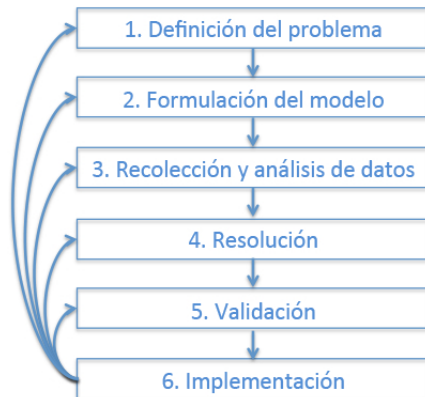 1. Definición del problema
2. Formulación del modelo
3. Recolección y análisis de datos
4. Resolución
5. Validación
6. Implementación